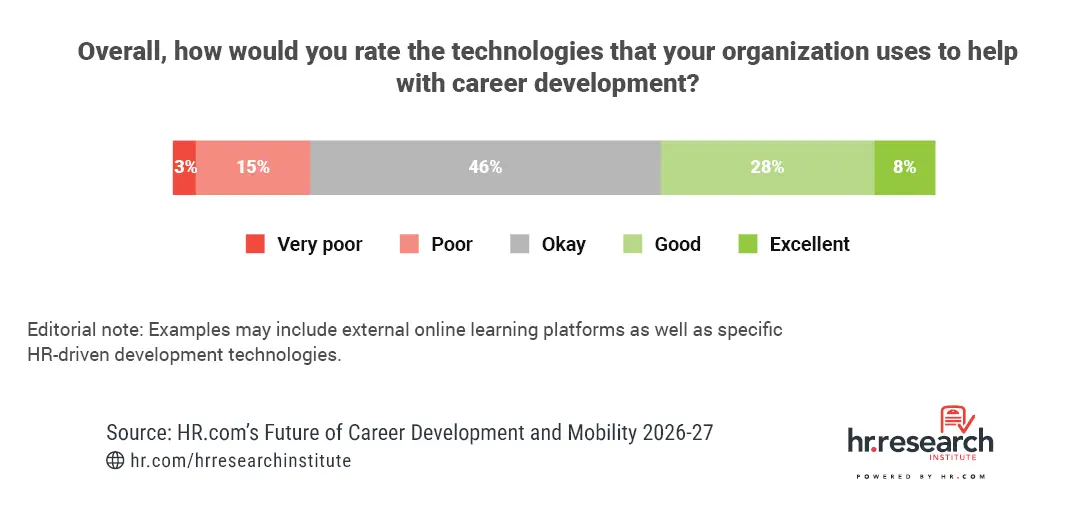 Overall, how would you rate the technologies that your organization uses to help
with career development?
3% 15% 46% 28% 8%
Very poor Poor Okay Good Excellent
Editorial note: Examples may include external online learning platforms as well as specific
HR-driven development technologies.
Source: HR.com’s Future of Career Development and Mobility 2026-27
hr.com/hrresearchinstitute
hr.research
INSTITUTE
POWERED BY HR.COM